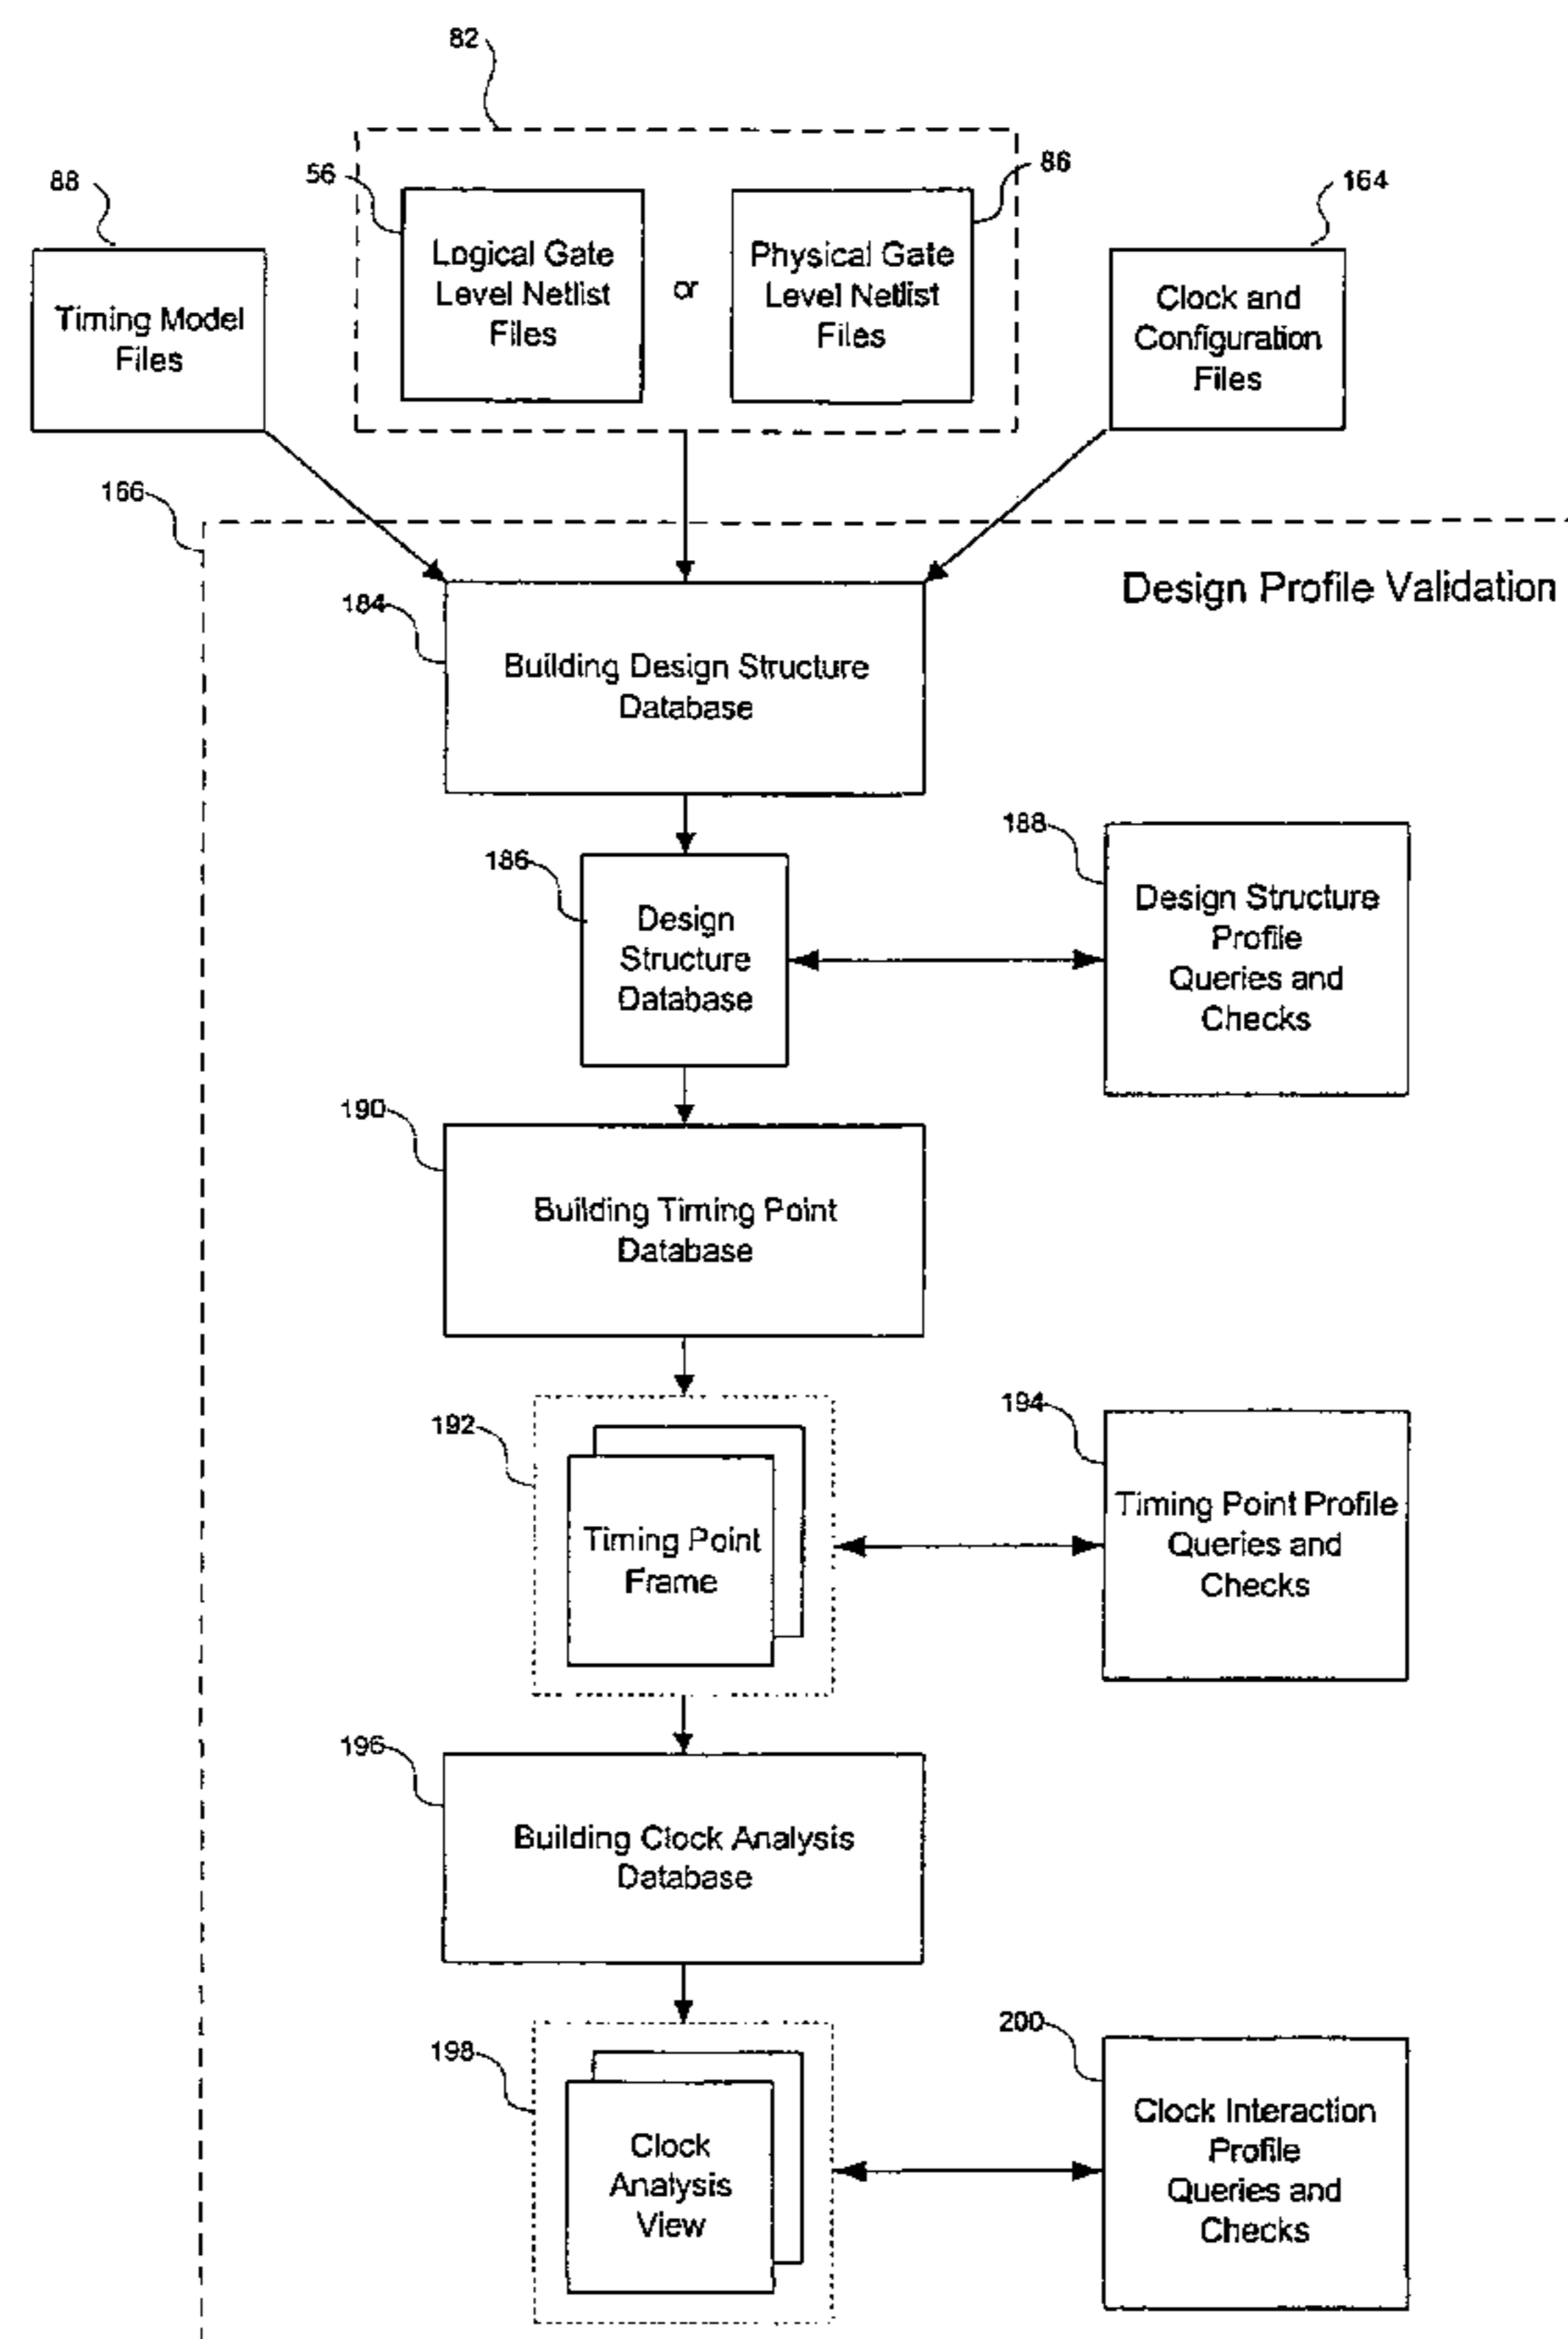 82
88
56
86
164
Timing Model
Files
Logical Gate
Level Netlist
Files
or
Physical Gate
Level Netlist
Files
Clock and
Configuration
Files
166
Design Profile Validation
184
Building Design Structure
Database
186
Design
Structure
Database
188
Design Structure
Profile
Queries and
Checks
190
Building Timing Point
Database
192
Timing Point
Frame
194
Timing Point Profile
Queries and
Checks
196
Building Clock Analysis
Database
198
Clock
Analysis
View
200
Clock Interaction
Profile
Queries and
Checks